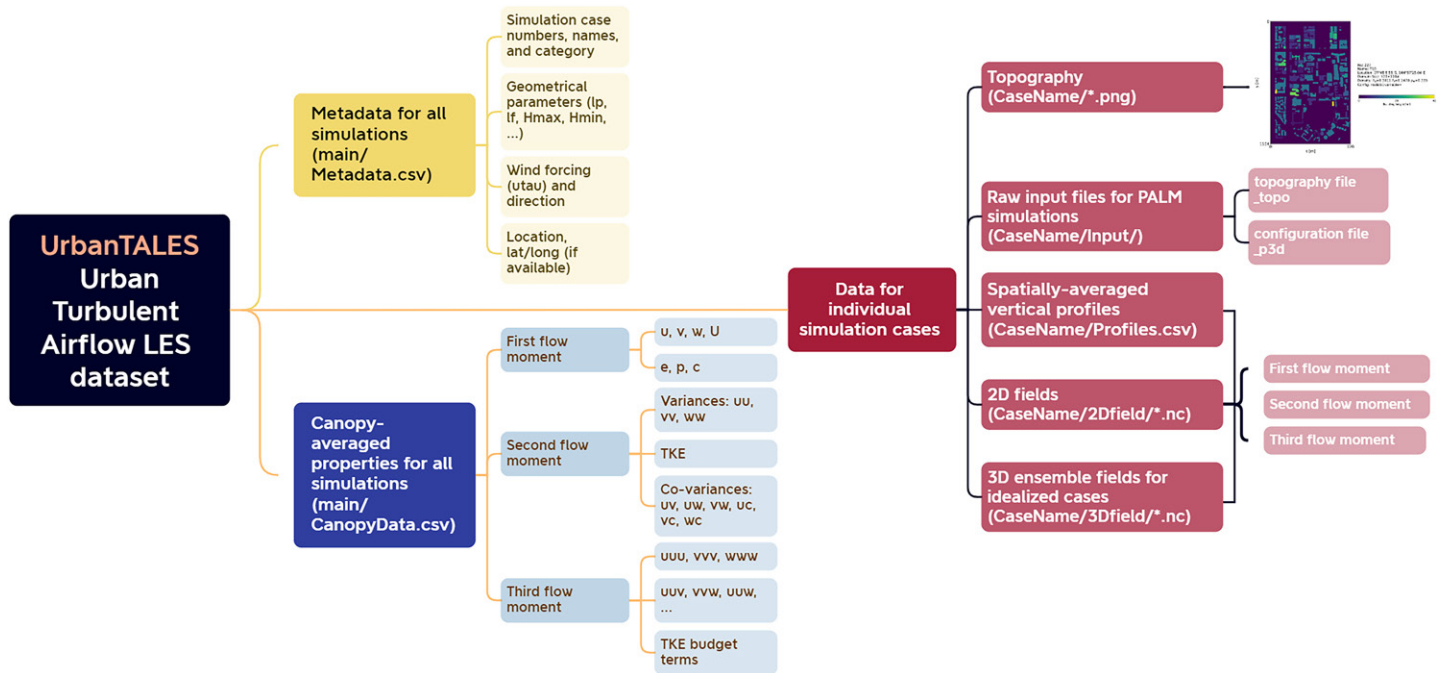 UrbanTALES
Urban
Turbulent
Airflow LES
dataset
Metadata for all
simulations
(main/
Metadata.csv)
Simulation case
numbers, names,
and category
Geometrical
parameters (lp,
lf, Hmax, Hmin,
...)
Wind forcing
(utau) and
direction
Location,
lat/long (if
available)
Canopy-
averaged
properties for all
simulations
(main/
CanopyData.csv)
First flow
moment
u, v, w, U
e, p, c
Second flow
moment
Variances: uu,
vv, ww
TKE
Co-variances:
uv, uw, vw, uc,
vc, wc
Third flow
moment
uuu, vvv, www
uuv, vvw, uuw,
...
TKE budget
terms
Data for
individual
simulation cases
Topography
(CaseName/*.png)
Raw input files for PALM
simulations
(CaseName/Input/)
topography file
_topo
configuration file
_p3d
Spatially-averaged
vertical profiles
(CaseName/Profiles.csv)
2D fields
(CaseName/2Dfield/*.nc)
3D ensemble fields for
idealized cases
(CaseName/3Dfield/*.nc)
First flow moment
Second flow moment
Third flow moment